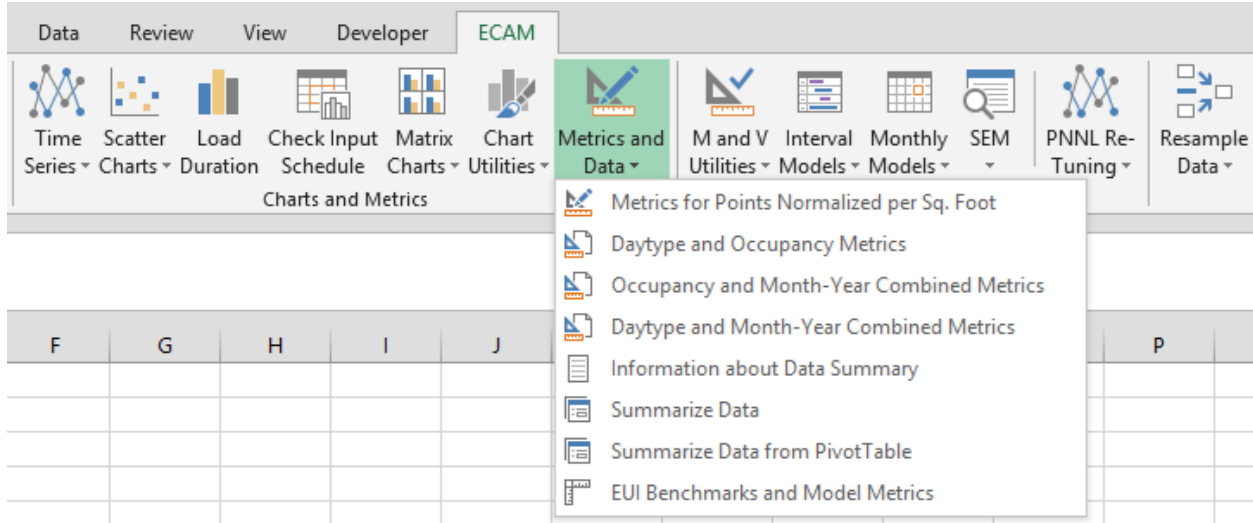 Data Review View Developer ECAM
Time Series Scatter Charts Load Duration Check Input Schedule Matrix Charts Chart Utilities Metrics and Data M and V Utilities Interval Models Monthly Models SEM PNNL Re-Tuning Resample Data
Charts and Metrics
Metrics for Points Normalized per Sq. Foot
Daytype and Occupancy Metrics
Occupancy and Month-Year Combined Metrics
Daytype and Month-Year Combined Metrics
Information about Data Summary
Summarize Data
Summarize Data from PivotTable
EUI Benchmarks and Model Metrics
F G H I J P